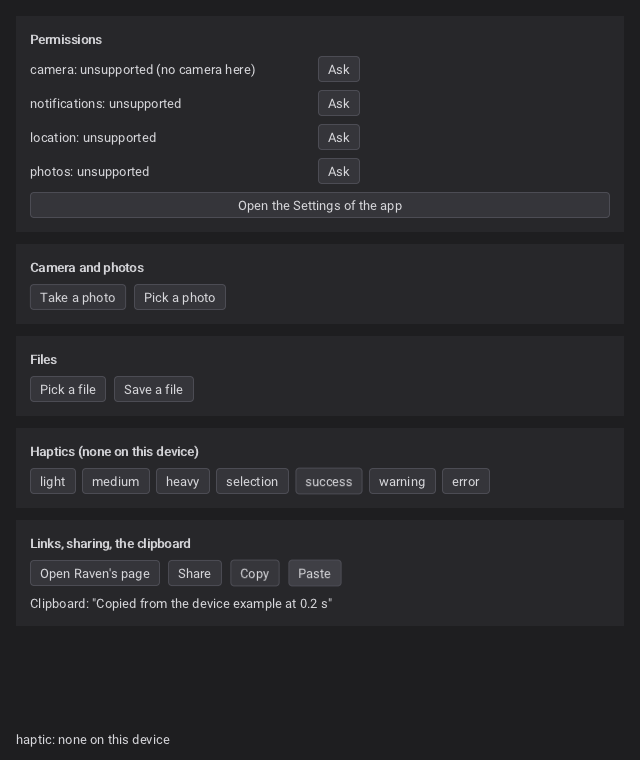 Permissions
camera: unsupported (no camera here) Ask
notifications: unsupported Ask
location: unsupported Ask
photos: unsupported Ask
Open the Settings of the app
Camera and photos
Take a photo Pick a photo
Files
Pick a file Save a file
Haptics (none on this device)
light medium heavy selection success warning error
Links, sharing, the clipboard
Open Raven's page Share Copy Paste
Clipboard: "Copied from the device example at 0.2 s"
haptic: none on this device